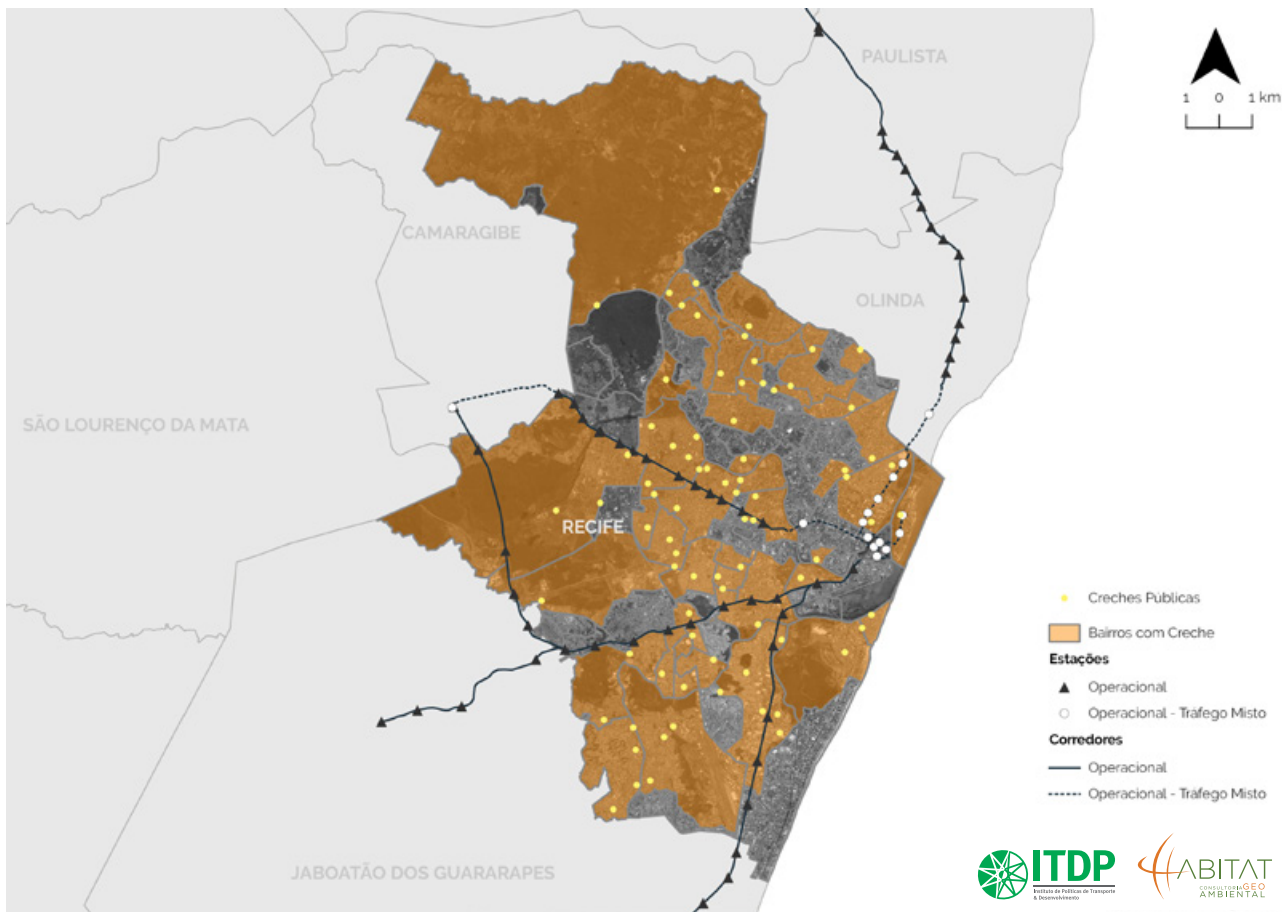 PAULISTA
1 0 1 km
CAMARAGIBE
OLINDA
SÃO LOURENÇO DA MATA
RECIFE
Creches Públicas
Bairros com Creche
Estações
Operacional
Operacional - Tráfego Misto
Corredores
Operacional
Operacional - Tráfego Misto
JABOATÃO DOS GUARARAPES
ITDP
Instituto de Políticas de Transporte
& Desenvolvimento
HABITAT
CONSULTORIA GEO
AMBIENTAL